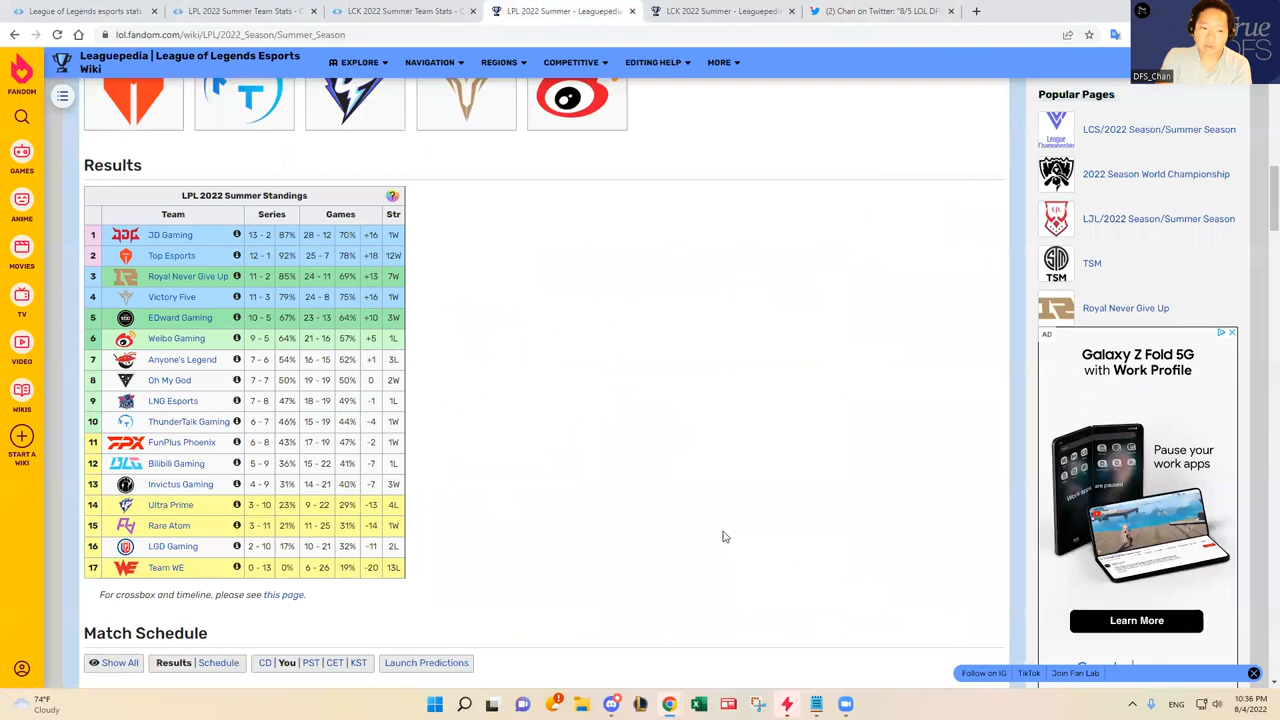 League of Legends esports stats
LPL 2022 Summer Team Stats - C
LCK 2022 Summer Team Stats - C
LPL 2022 Summer - Leaguepedia
LCK 2022 Summer - Leaguepedia
(2) Chan on Twitter: "8/5 LOL DF
lol.fandom.com/wiki/LPL/2022_Season/Summer_Season
FANDOM
GAMES
ANIME
MOVIES
TV
VIDEO
WIKIS
START A WIKI
Leaguepedia | League of Legends Esports Wiki
EXPLORE
NAVIGATION
REGIONS
COMPETITIVE
EDITING HELP
MORE
DFS_Chan
Results
LPL 2022 Summer Standings
Team Series Games Str
1 JD Gaming 13 - 2 87% 28 - 12 70% +16 1W
2 Top Esports 12 - 1 92% 25 - 7 78% +18 12W
3 Royal Never Give Up 11 - 2 85% 24 - 11 69% +13 7W
4 Victory Five 11 - 3 79% 24 - 8 75% +16 1W
5 EDward Gaming 10 - 5 67% 23 - 13 64% +10 3W
6 Weibo Gaming 9 - 5 64% 21 - 16 57% +5 1L
7 Anyone's Legend 7 - 6 54% 16 - 15 52% +1 3L
8 Oh My God 7 - 7 50% 19 - 19 50% 0 2W
9 LNG Esports 7 - 8 47% 18 - 19 49% -1 1L
10 ThunderTalk Gaming 6 - 7 46% 15 - 19 44% -4 1W
11 FunPlus Phoenix 6 - 8 43% 17 - 19 47% -2 1W
12 Bilibili Gaming 5 - 9 36% 15 - 22 41% -7 1L
13 Invictus Gaming 4 - 9 31% 14 - 21 40% -7 3W
14 Ultra Prime 3 - 10 23% 9 - 22 29% -13 4L
15 Rare Atom 3 - 11 21% 11 - 25 31% -14 1W
16 LGD Gaming 2 - 10 17% 10 - 21 32% -11 2L
17 Team WE 0 - 13 0% 6 - 26 19% -20 13L
For crossbox and timeline, please see this page.
Match Schedule
Show All
Results | Schedule
CD | You | PST | CET | KST
Launch Predictions
Popular Pages
LCS/2022 Season/Summer Season
2022 Season World Championship
LJL/2022 Season/Summer Season
TSM
Royal Never Give Up
AD
Galaxy Z Fold 5G
with Work Profile
Pause your
work apps
Learn More
Follow on IG
TikTok
Join Fan Lab
74°F
Cloudy
ENG
10:36 PM
8/4/2022